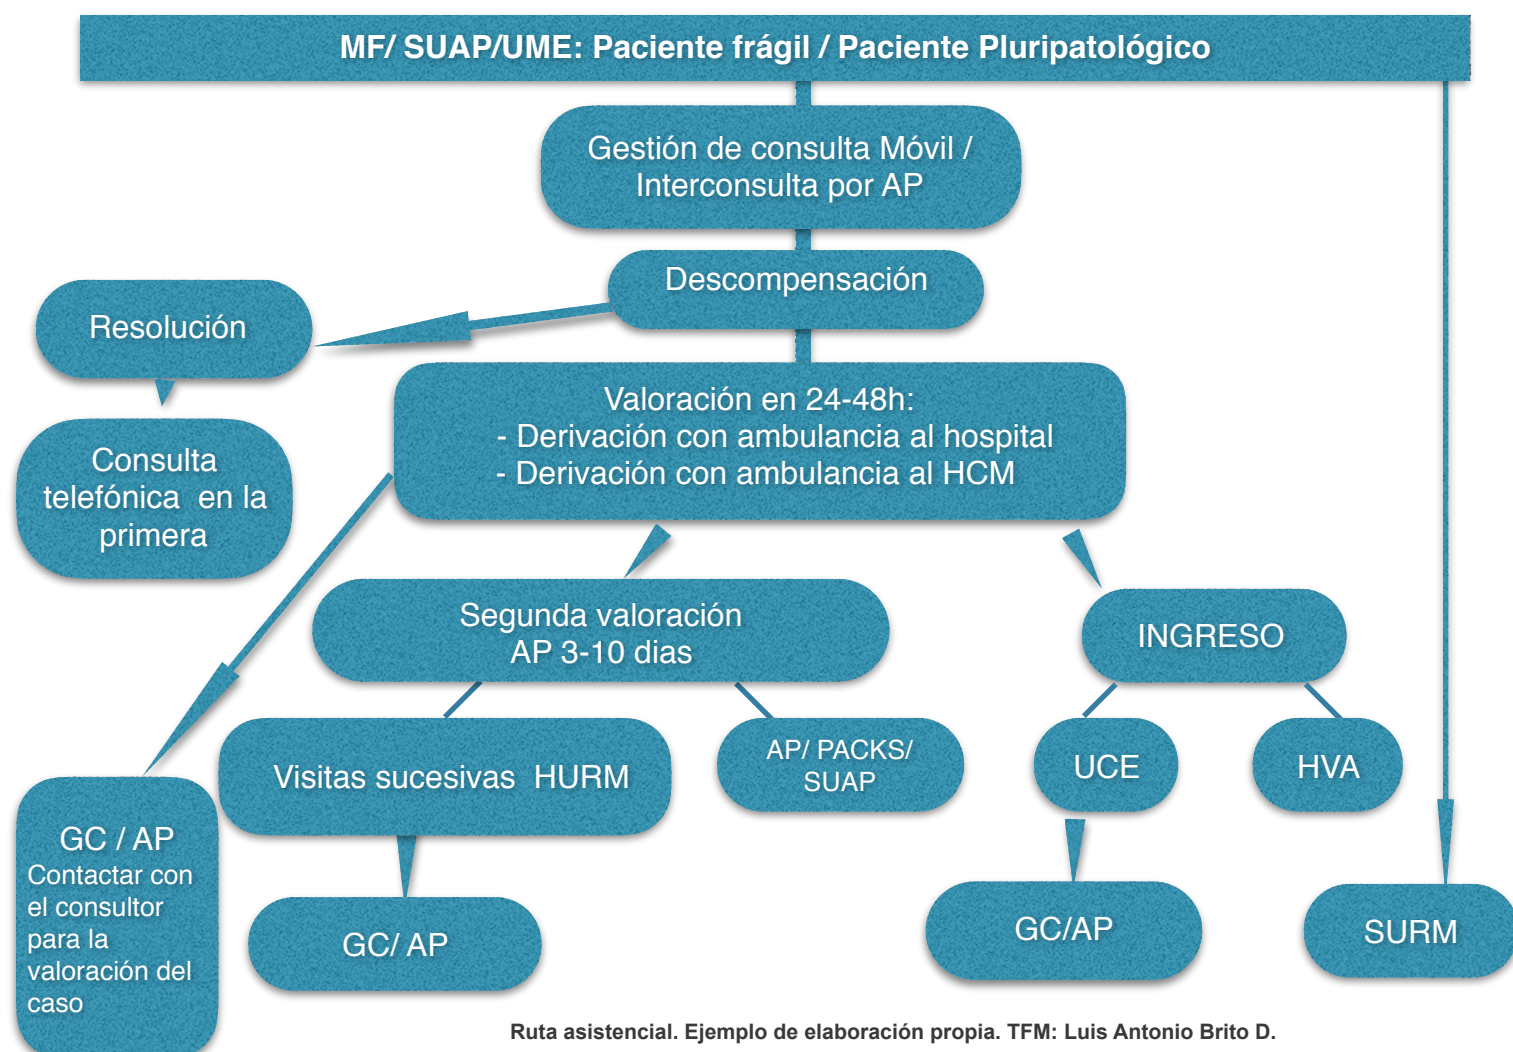 MF/ SUAP/UME: Paciente frágil / Paciente Pluripatológico
Gestión de consulta Móvil /
Interconsulta por AP
Descompensación
Resolución
Consulta
telefónica en la
primera
Valoración en 24-48h:
- Derivación con ambulancia al hospital
- Derivación con ambulancia al HCM
Segunda valoración
AP 3-10 dias
INGRESO
Visitas sucesivas HURM
AP/ PACKS/
SUAP
UCE
HVA
GC / AP
Contactar con
el consultor
para la
valoración del
caso
GC/ AP
GC/AP
SURM
Ruta asistencial. Ejemplo de elaboración propia. TFM: Luis Antonio Brito D.